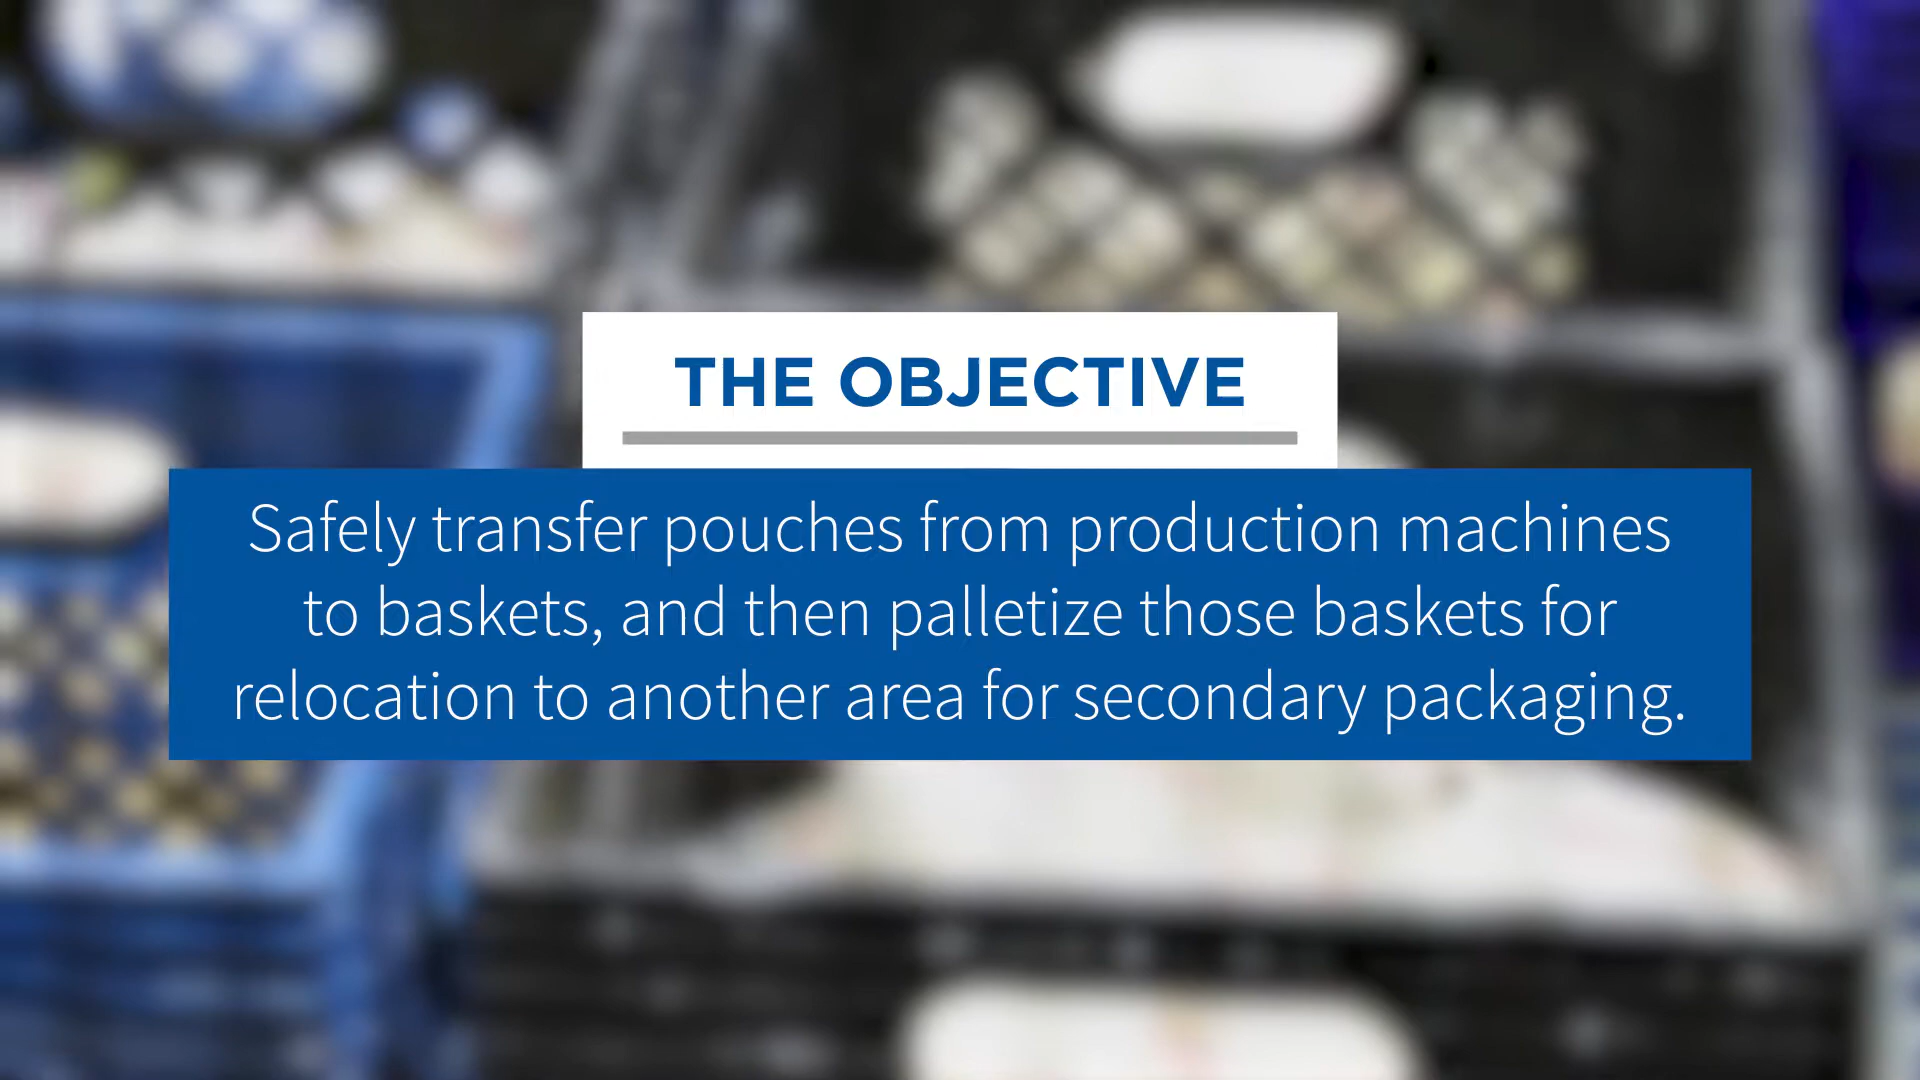 THE OBJECTIVE
Safely transfer pouches from production machines
to baskets, and then palletize those baskets for
relocation to another area for secondary packaging.